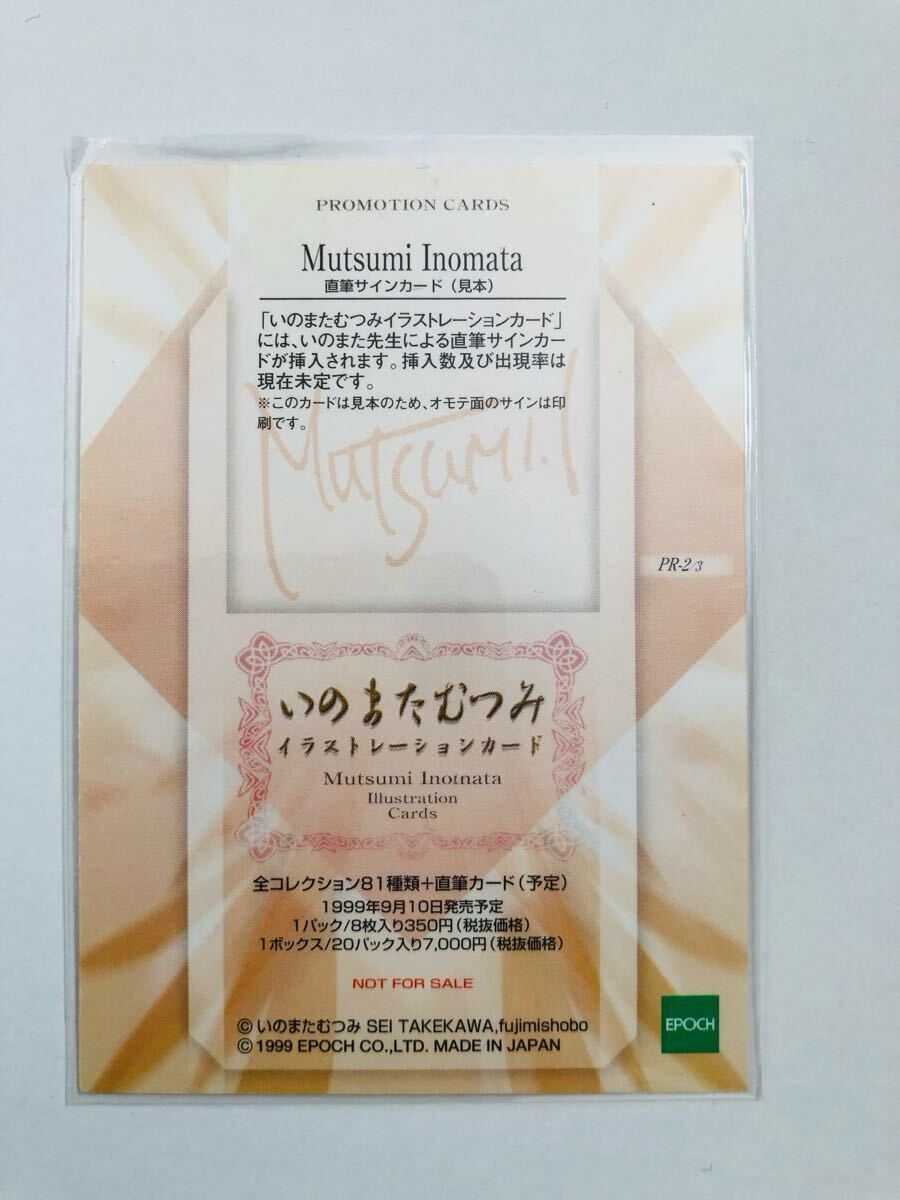 PROMOTION CARDS
Mutsumi Inomata
直筆サインカード（見本）
「いのまたむつみイラストレーションカード」
には、いのまた先生による直筆サインカー
ドが挿入されます。挿入数及び出現率は
現在未定です。
※このカードは見本のため、オモテ面のサインは印
刷です。
Mutsumi.I
PR-2/3
いのまたむつみ
イラストレーションカード
Mutsumi Inomata
Illustration
Cards
全コレクション81種類＋直筆カード（予定）
1999年9月10日発売予定
1パック/8枚入り350円（税抜価格）
1ボックス/20パック入り7,000円（税抜価格）
NOT FOR SALE
© いのまたむつみ SEI TAKEKAWA,fujimishobo
© 1999 EPOCH CO.,LTD. MADE IN JAPAN
EPOCH